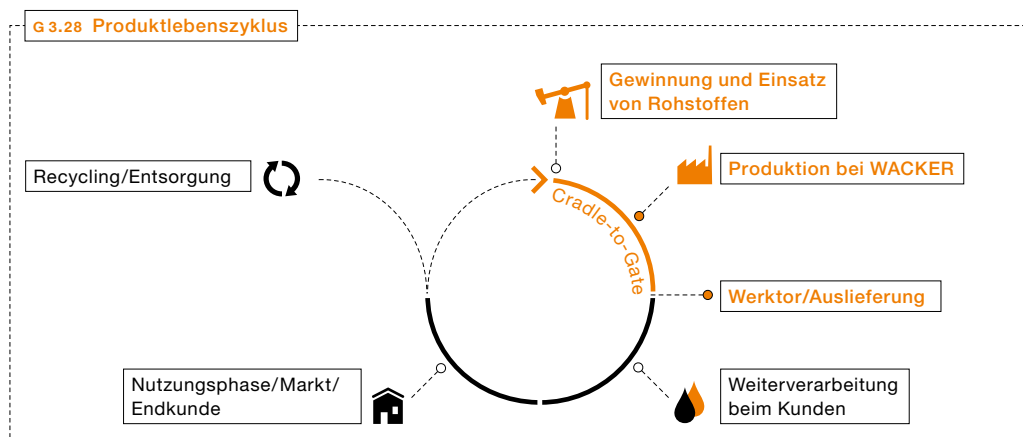 G 3.28 Produktlebenszyklus
Gewinnung und Einsatz
von Rohstoffen
Recycling/Entsorgung
Produktion bei WACKER
Cradle-to-Gate
Werktor/Auslieferung
Nutzungsphase/Markt/
Endkunde
Weiterverarbeitung
beim Kunden